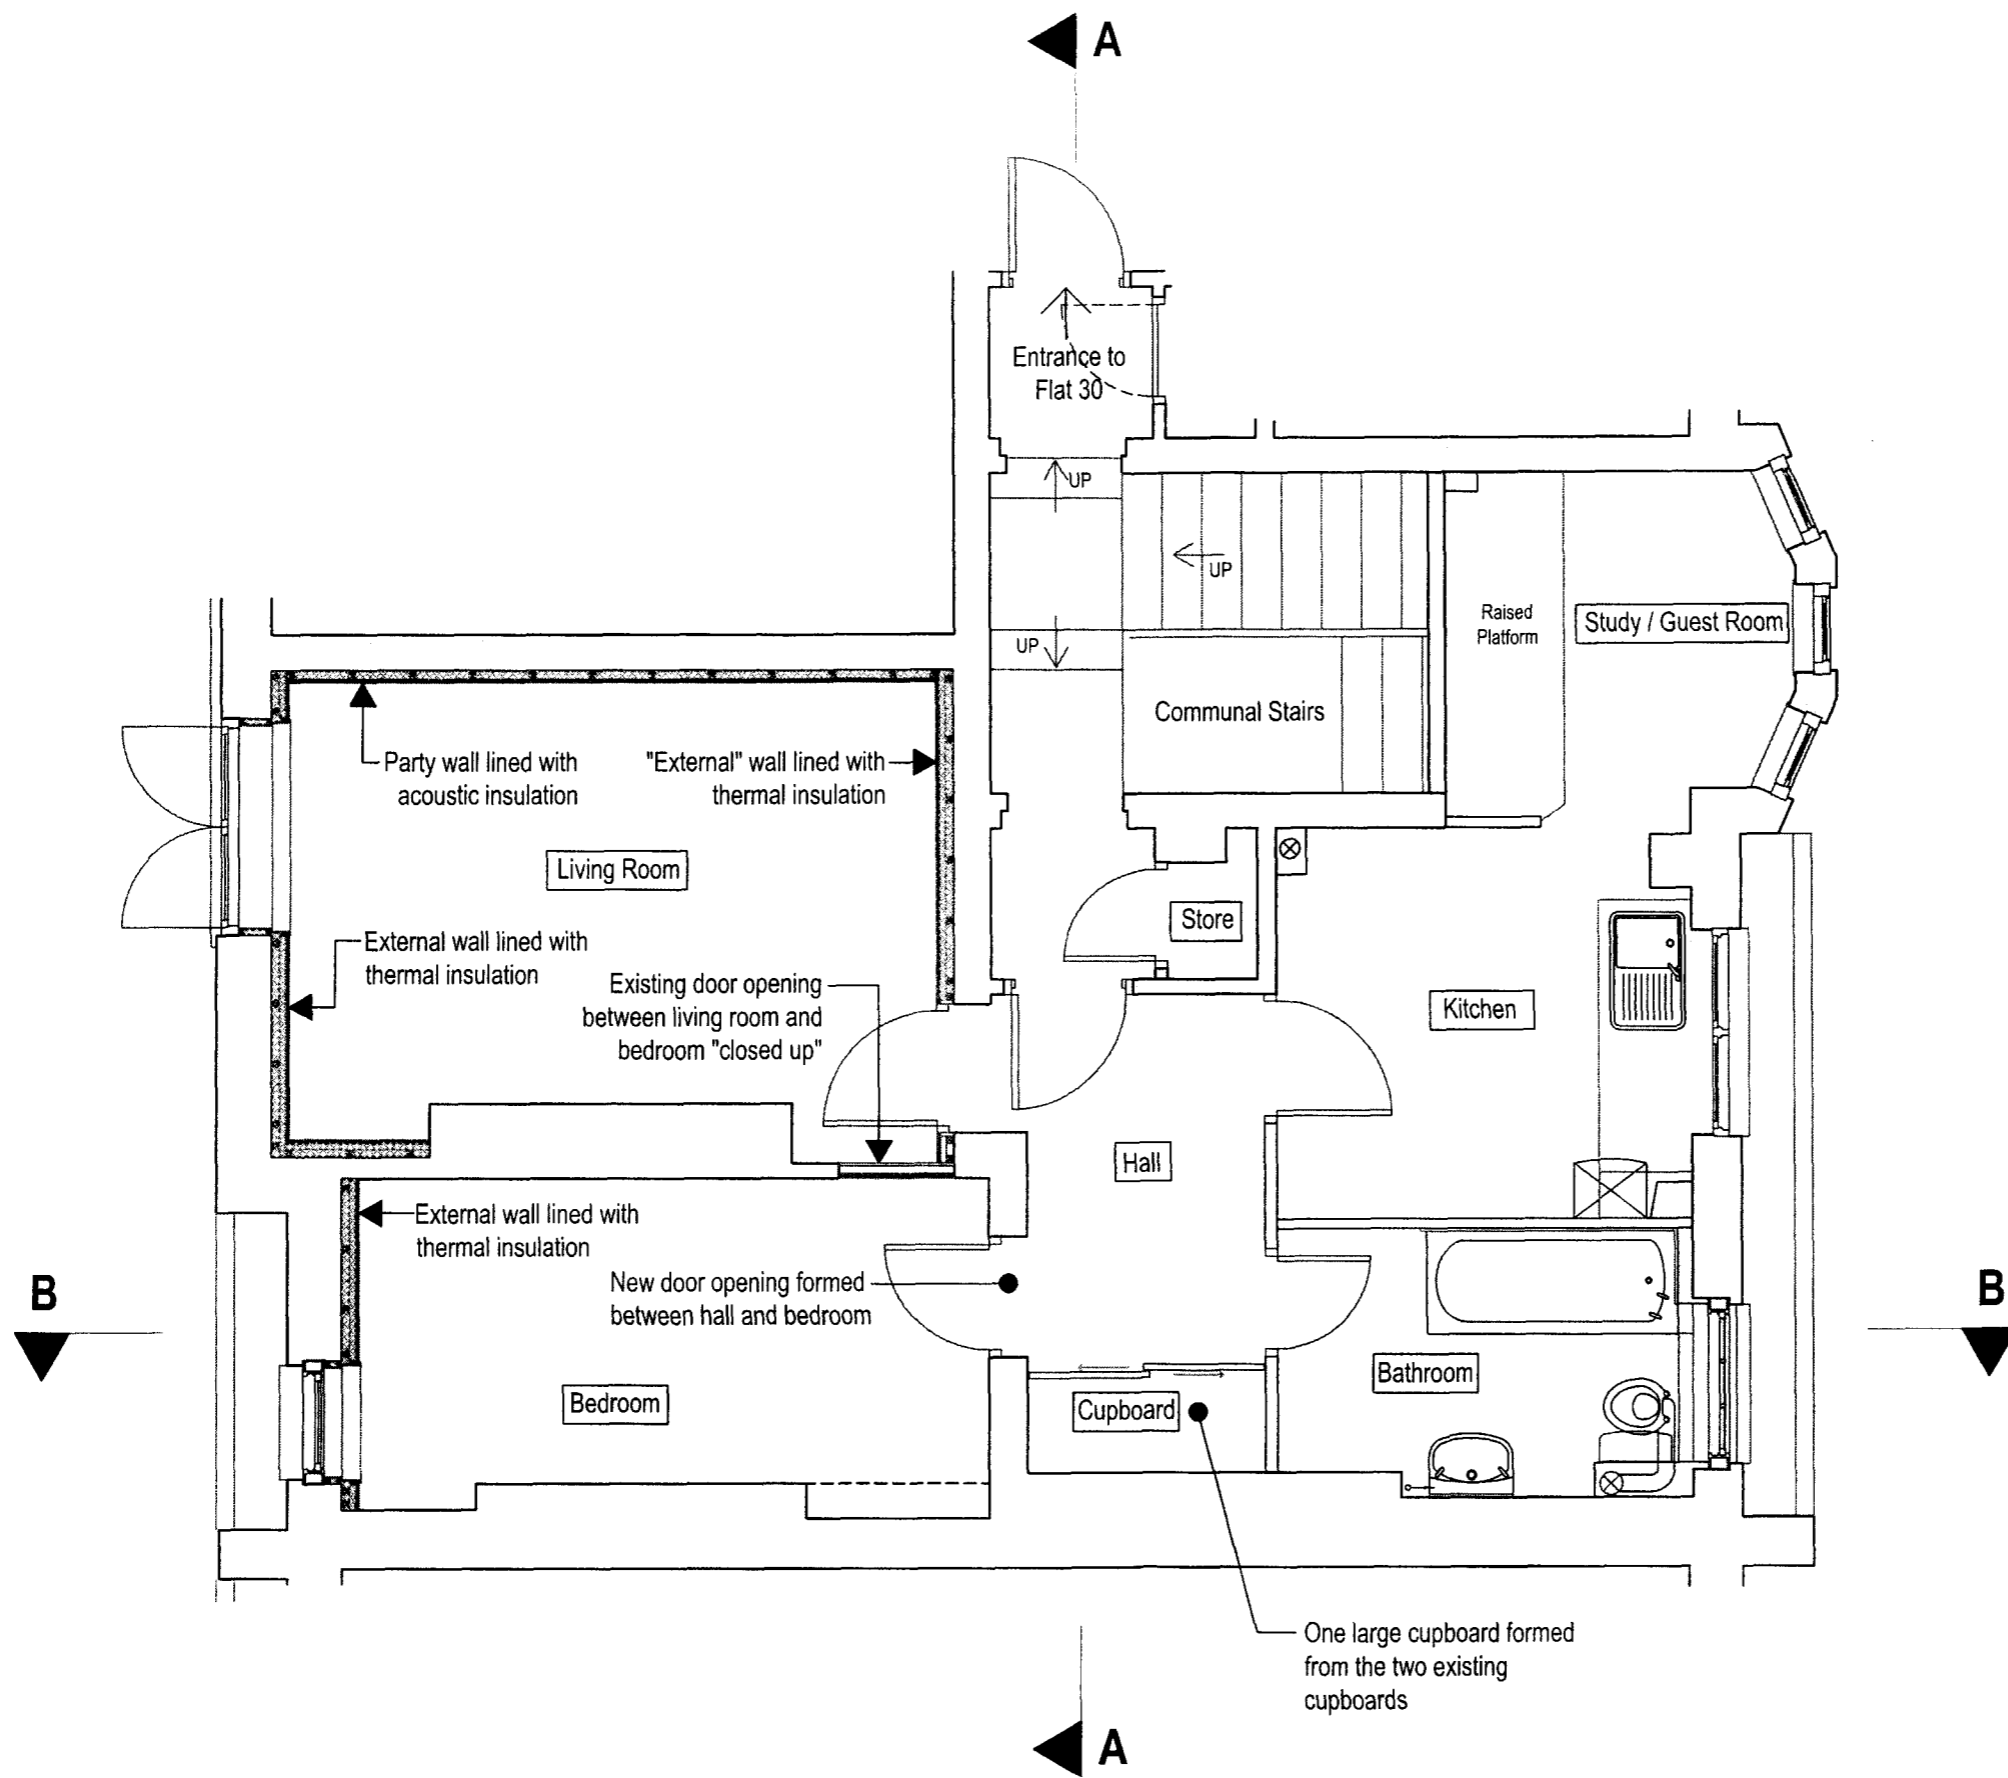 A
Entrance to
Flat 30
UP
UP
UP
Raised
Platform
Study / Guest Room
Communal Stairs
Party wall lined with
acoustic insulation
"External" wall lined with
thermal insulation
Living Room
Store
External wall lined with
thermal insulation
Existing door opening
between living room and
bedroom "closed up"
Kitchen
Hall
External wall lined with
thermal insulation
New door opening formed
between hall and bedroom
B
B
Bathroom
Bedroom
Cupboard
One large cupboard formed
from the two existing
cupboards
A